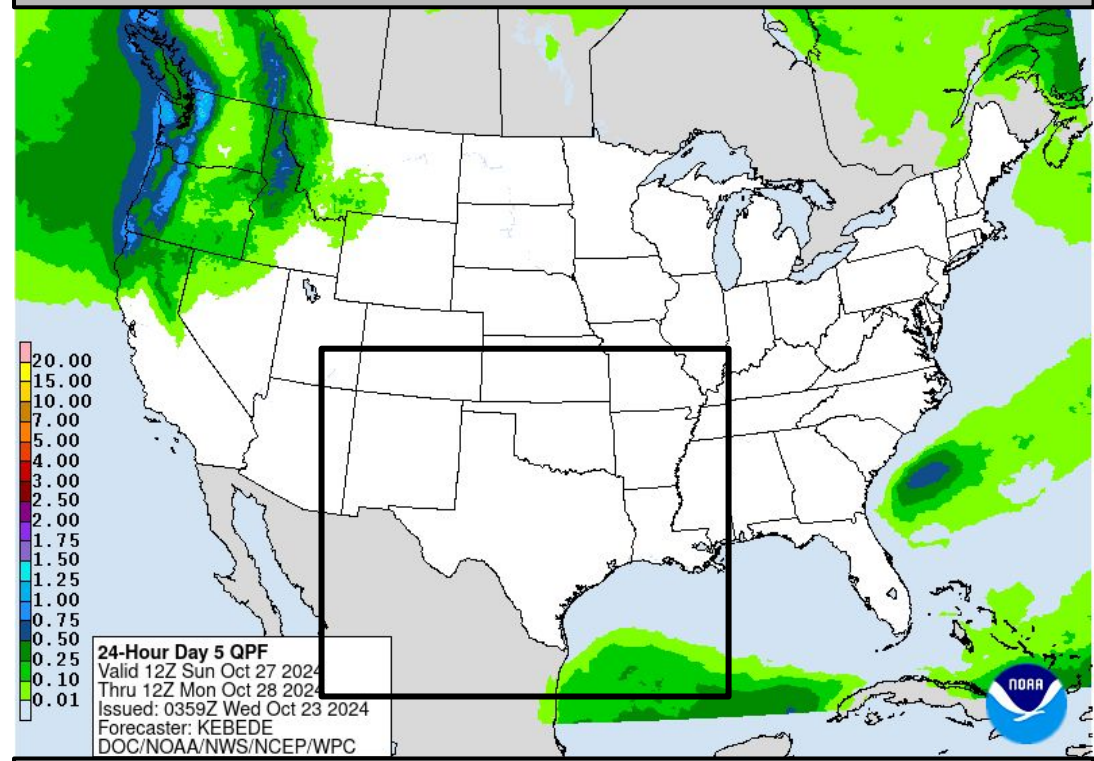 20.00
15.00
10.00
7.00
5.00
4.00
3.00
2.50
2.00
1.75
1.50
1.25
1.00
0.75
0.50
0.25
0.10
0.01
24-Hour Day 5 QPF
Valid 12Z Sun Oct 27 2024
Thru 12Z Mon Oct 28 2024
Issued: 0359Z Wed Oct 23 2024
Forecaster: KEBEDE
DOC/NOAA/NWS/NCEP/WPC
NOAA